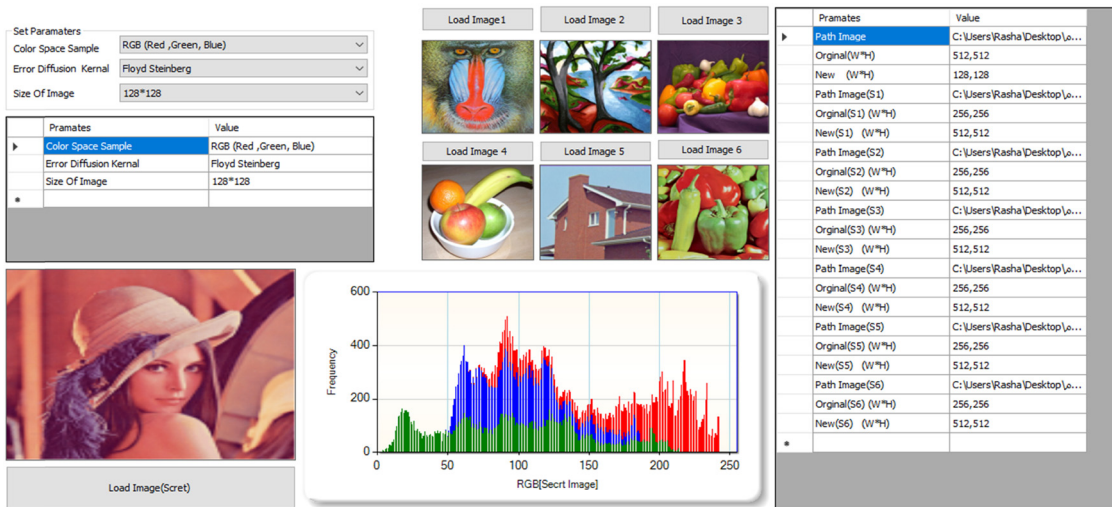 Set Paramaters
Color Space Sample RGB (Red ,Green, Blue)
Error Diffusion Kernal Floyd Steinberg
Size Of Image 128*128
Pramates Value
Color Space Sample RGB (Red ,Green, Blue)
Error Diffusion Kernal Floyd Steinberg
Size Of Image 128*128
Load Image(Scret)
Load Image1 Load Image 2 Load Image 3
Load Image 4 Load Image 5 Load Image 6
600
400
200
0
Frequency
0 50 100 150 200 250
RGB[Secrt Image]
Pramates Value
Path Image C:\Users\Rasha\Desktop\...
Orginal(W*H) 512,512
New (W*H) 128,128
Path Image(S1) C:\Users\Rasha\Desktop\...
Orginal(S1) (W*H) 256,256
New(S1) (W*H) 512,512
Path Image(S2) C:\Users\Rasha\Desktop\...
Orginal(S2) (W*H) 256,256
New(S2) (W*H) 512,512
Path Image(S3) C:\Users\Rasha\Desktop\...
Orginal(S3) (W*H) 256,256
New(S3) (W*H) 512,512
Path Image(S4) C:\Users\Rasha\Desktop\...
Orginal(S4) (W*H) 256,256
New(S4) (W*H) 512,512
Path Image(S5) C:\Users\Rasha\Desktop\...
Orginal(S5) (W*H) 256,256
New(S5) (W*H) 512,512
Path Image(S6) C:\Users\Rasha\Desktop\...
Orginal(S6) (W*H) 256,256
New(S6) (W*H) 512,512